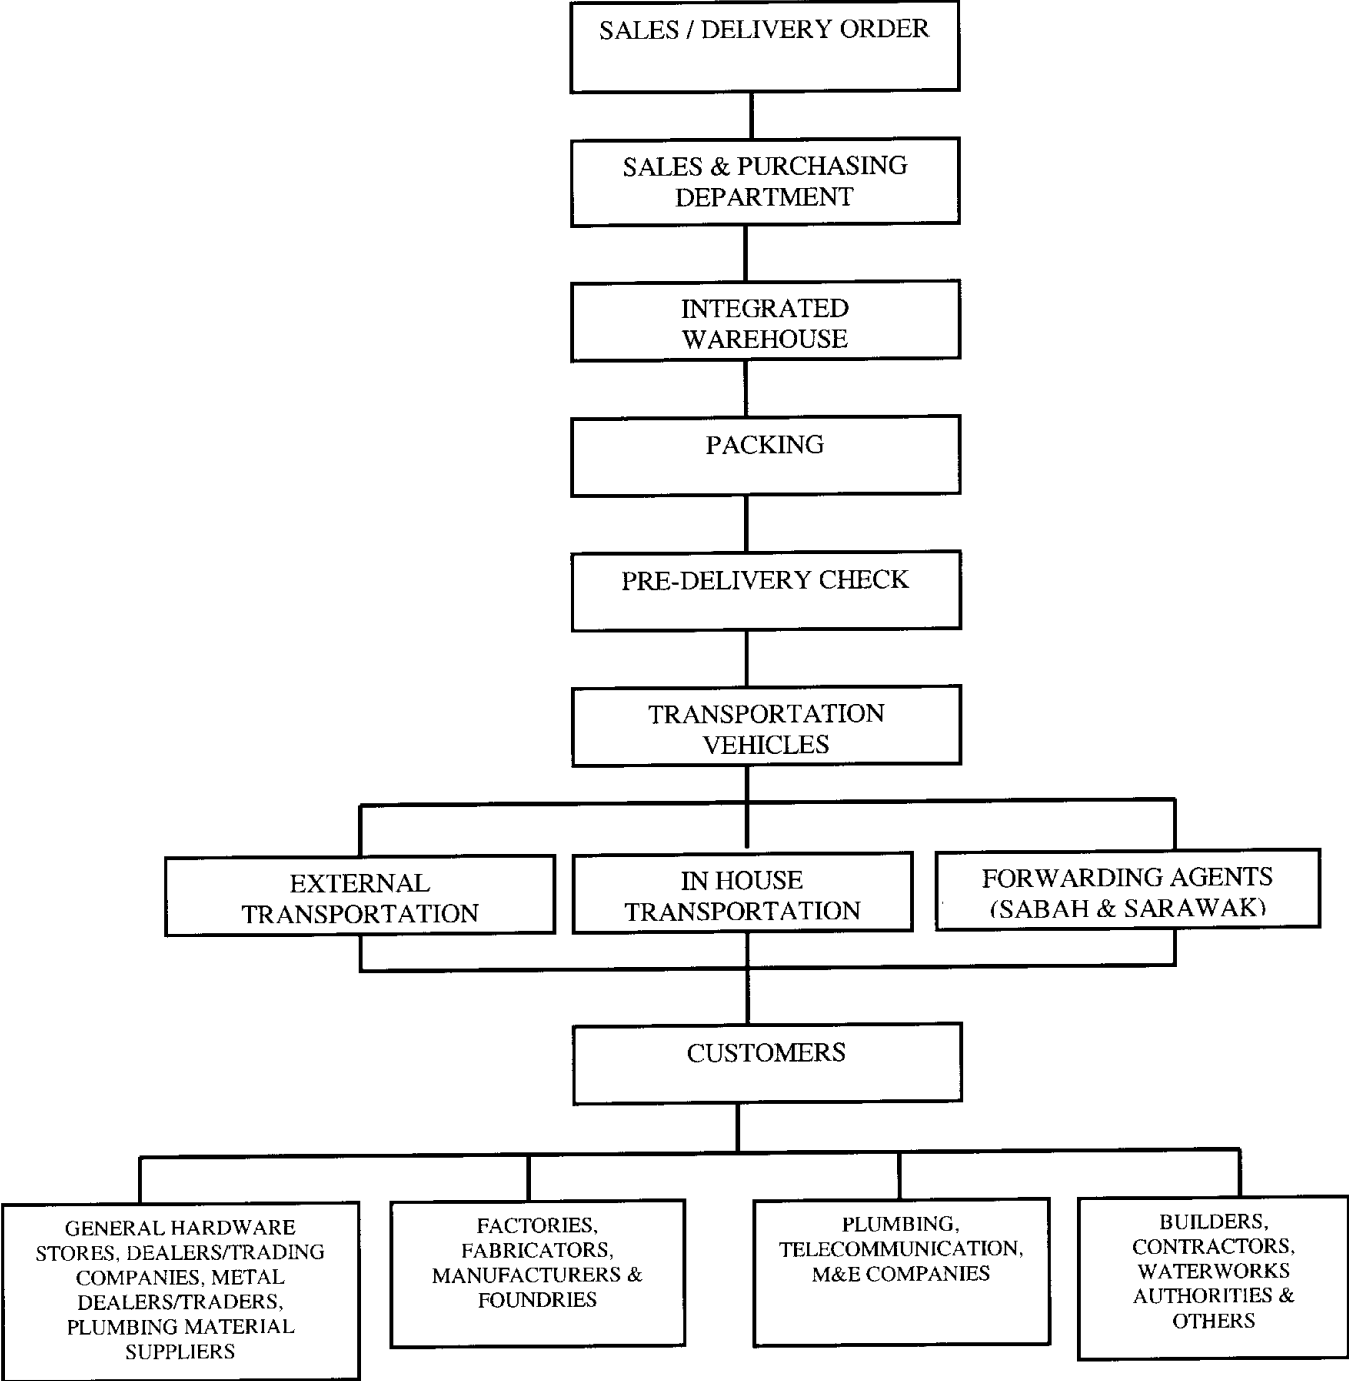 SALES / DELIVERY ORDER
SALES & PURCHASING
DEPARTMENT
INTEGRATED
WAREHOUSE
PACKING
PRE-DELIVERY CHECK
TRANSPORTATION
VEHICLES
EXTERNAL
TRANSPORTATION
IN HOUSE
TRANSPORTATION
FORWARDING AGENTS
(SABAH & SARAWAK)
CUSTOMERS
GENERAL HARDWARE
STORES, DEALERS/TRADING
COMPANIES, METAL
DEALERS/TRADERS,
PLUMBING MATERIAL
SUPPLIERS
FACTORIES,
FABRICATORS,
MANUFACTURERS &
FOUNDRIES
PLUMBING,
TELECOMMUNICATION,
M&E COMPANIES
BUILDERS,
CONTRACTORS,
WATERWORKS
AUTHORITIES &
OTHERS